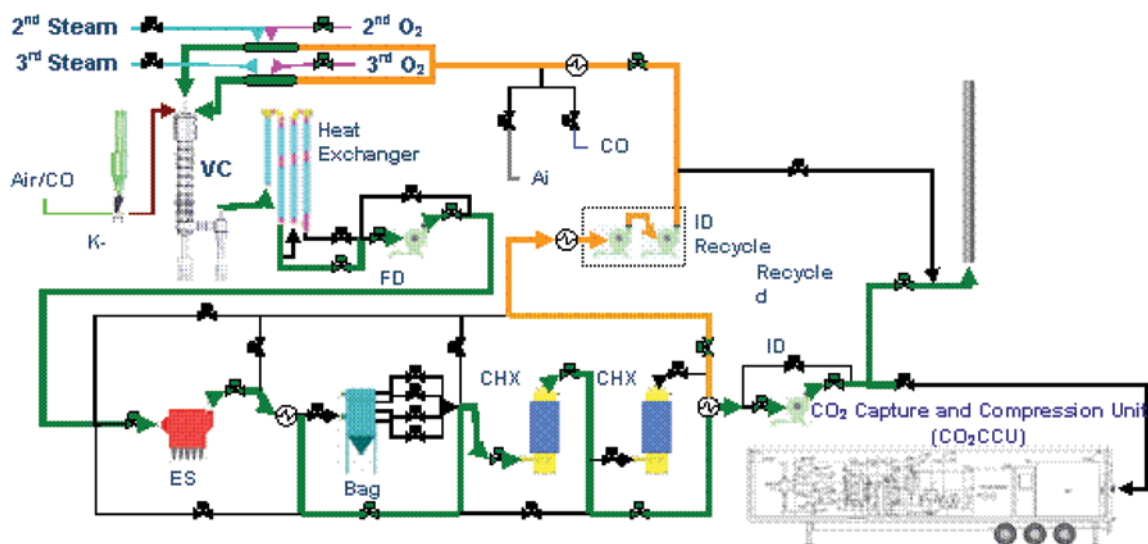 2nd Steam
2nd O2
3rd Steam
3rd O2
Heat
Exchanger
VC
CO
Ai
Air/CO
K-
ID
Recycle
FD
Recycle
d
ID
CHX
CHX
CO2 Capture and Compression Unit
(CO2CCU)
ES
Bag